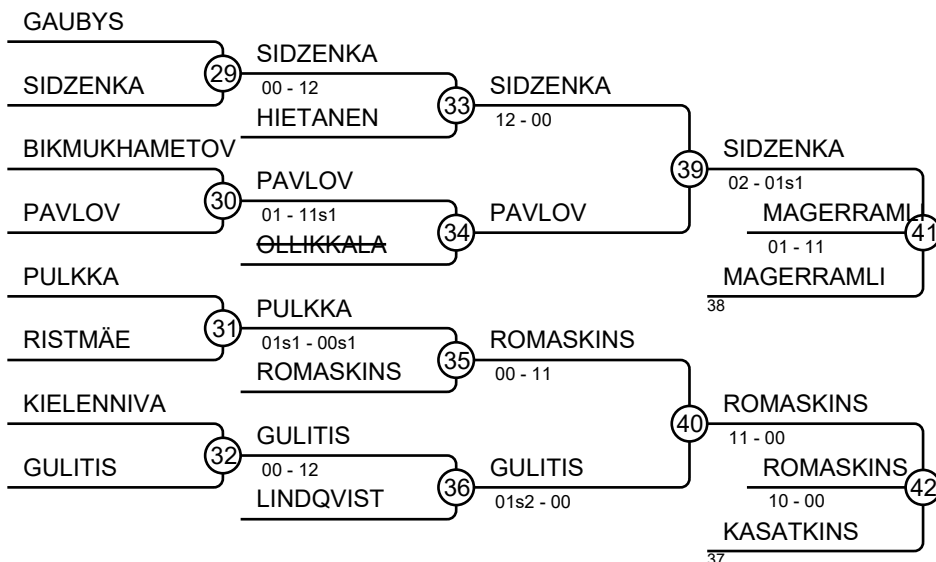 GAUBYS
29
SIDZENKA
SIDZENKA
00 - 12
33
HIETANEN
SIDZENKA
12 - 00
BIKMUKHAMETOV
30
PAVLOV
PAVLOV
01 - 11s1
34
OLLIKKALA
PAVLOV
39
SIDZENKA
02 - 01s1
MAGERRAMLI
41
01 - 11
MAGERRAMLI
38
PULKKA
31
RISTMÄE
PULKKA
01s1 - 00s1
35
ROMASKINS
ROMASKINS
00 - 11
KIELENNIVA
32
GULITIS
GULITIS
00 - 12
36
LINDQVIST
GULITIS
01s2 - 00
40
ROMASKINS
11 - 00
ROMASKINS
42
10 - 00
KASATKINS
37